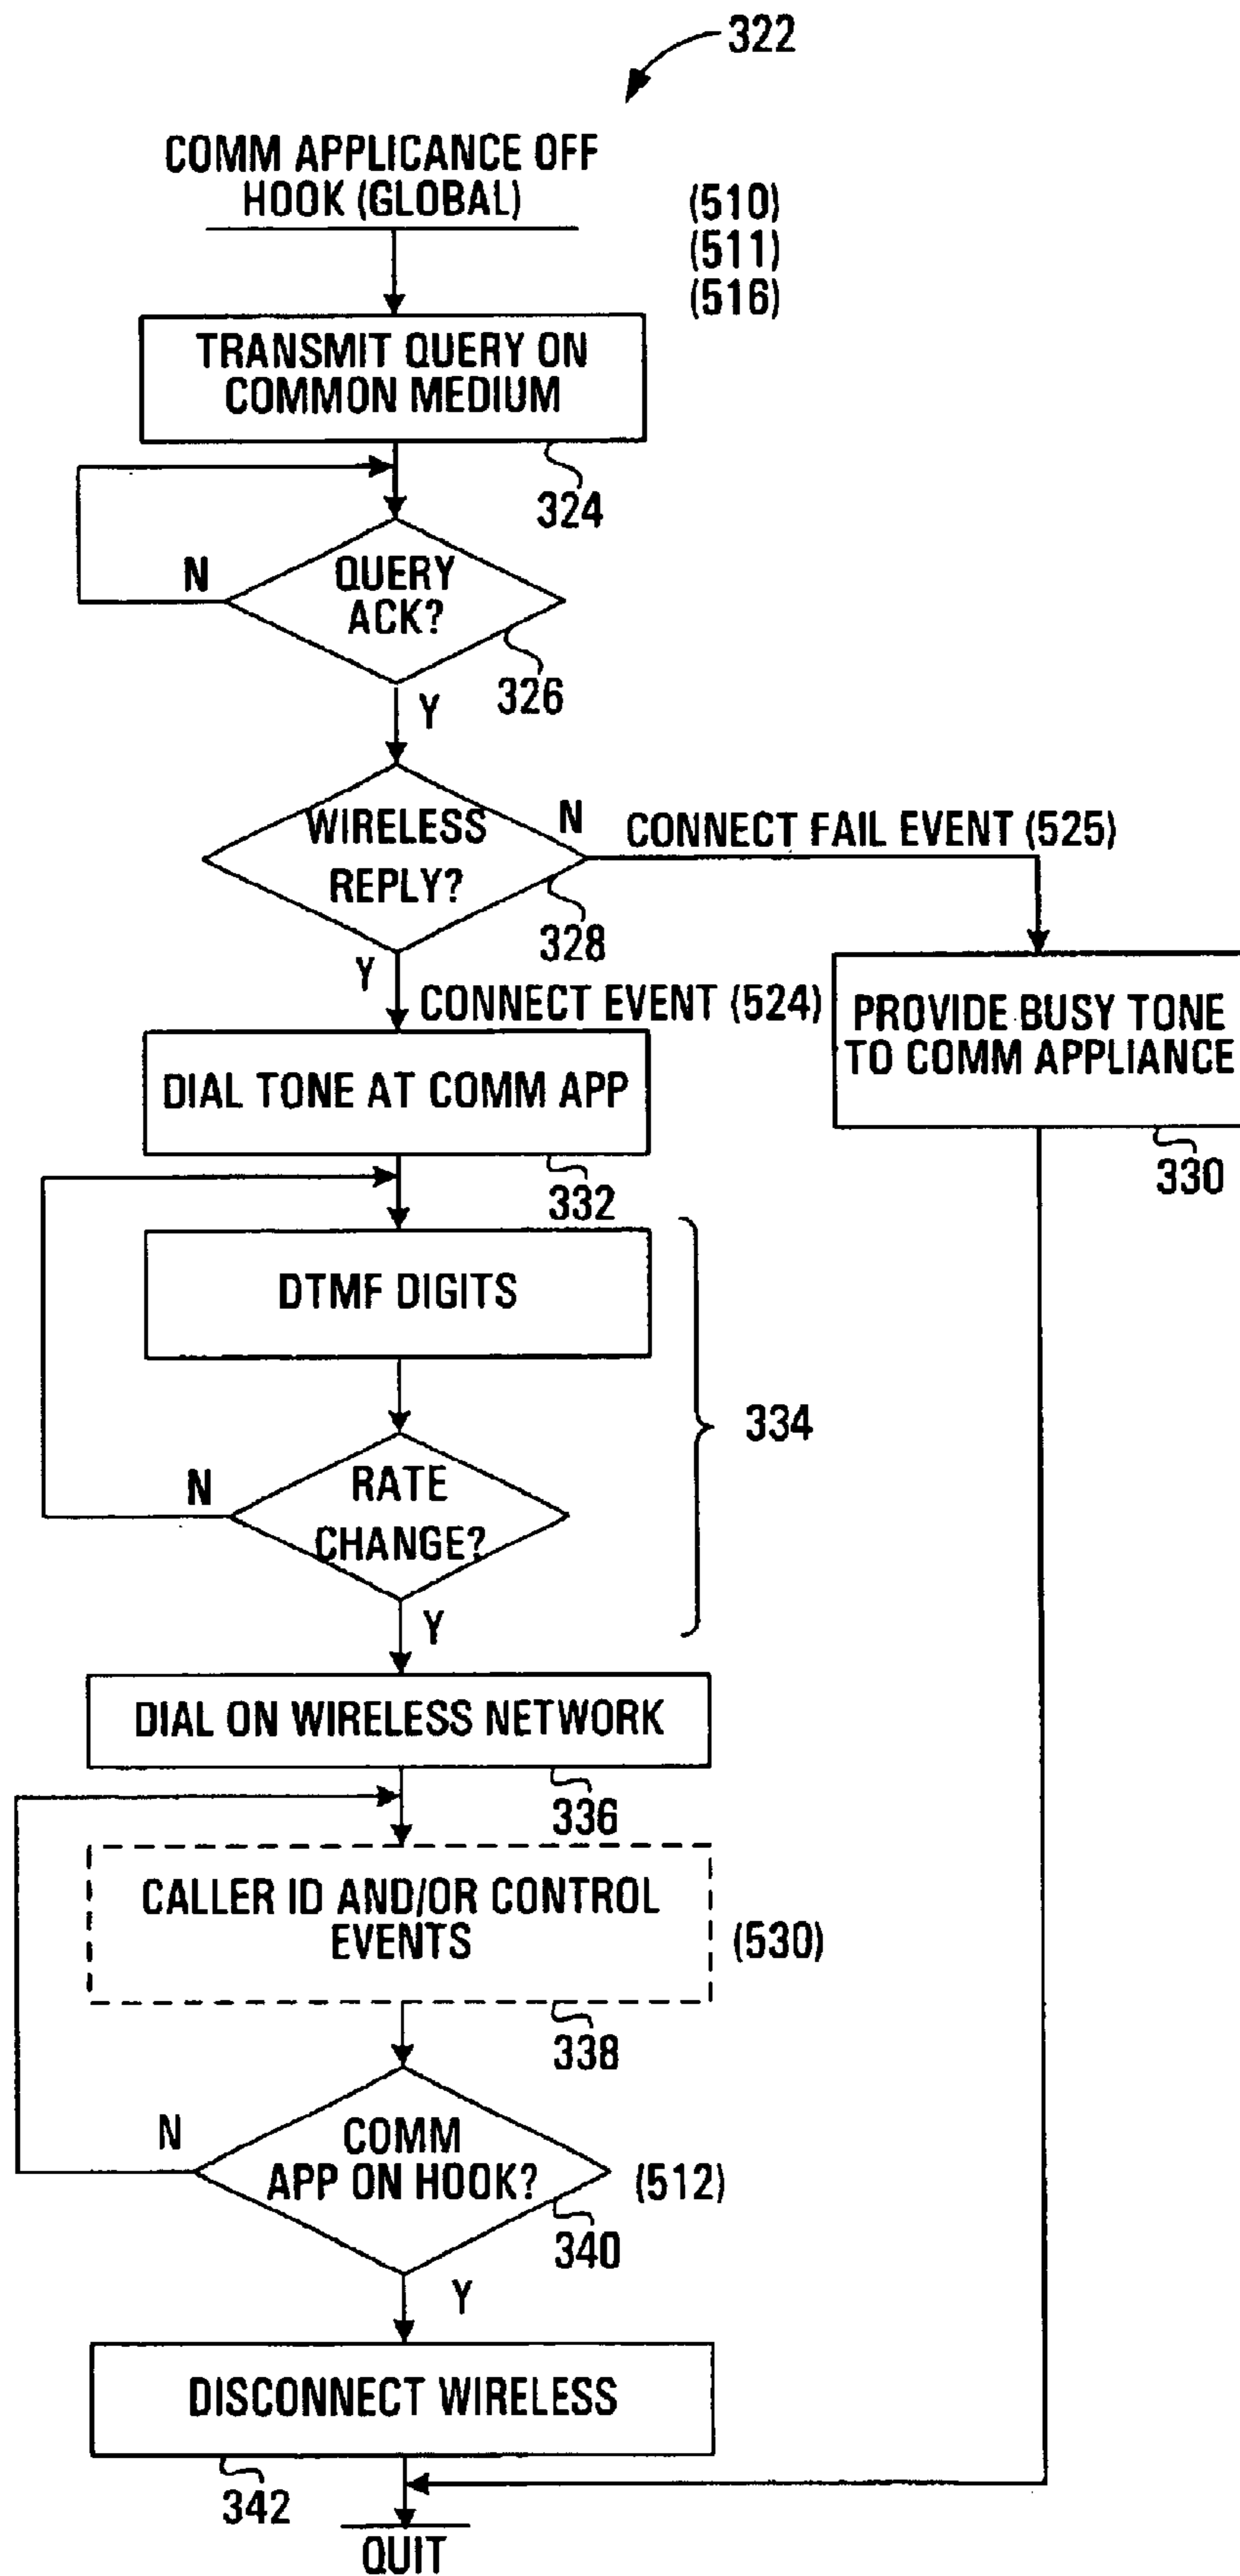 322
COMM APPLICANCE OFF
HOOK (GLOBAL)
(510)
(511)
(516)
TRANSMIT QUERY ON
COMMON MEDIUM
324
QUERY
ACK?
N
326
Y
WIRELESS
REPLY?
N
CONNECT FAIL EVENT (525)
328
Y
CONNECT EVENT (524)
PROVIDE BUSY TONE
TO COMM APPLIANCE
330
DIAL TONE AT COMM APP
332
DTMF DIGITS
334
RATE
CHANGE?
N
Y
DIAL ON WIRELESS NETWORK
336
CALLER ID AND/OR CONTROL
EVENTS
(530)
338
COMM
APP ON HOOK?
N
(512)
340
Y
DISCONNECT WIRELESS
342
QUIT